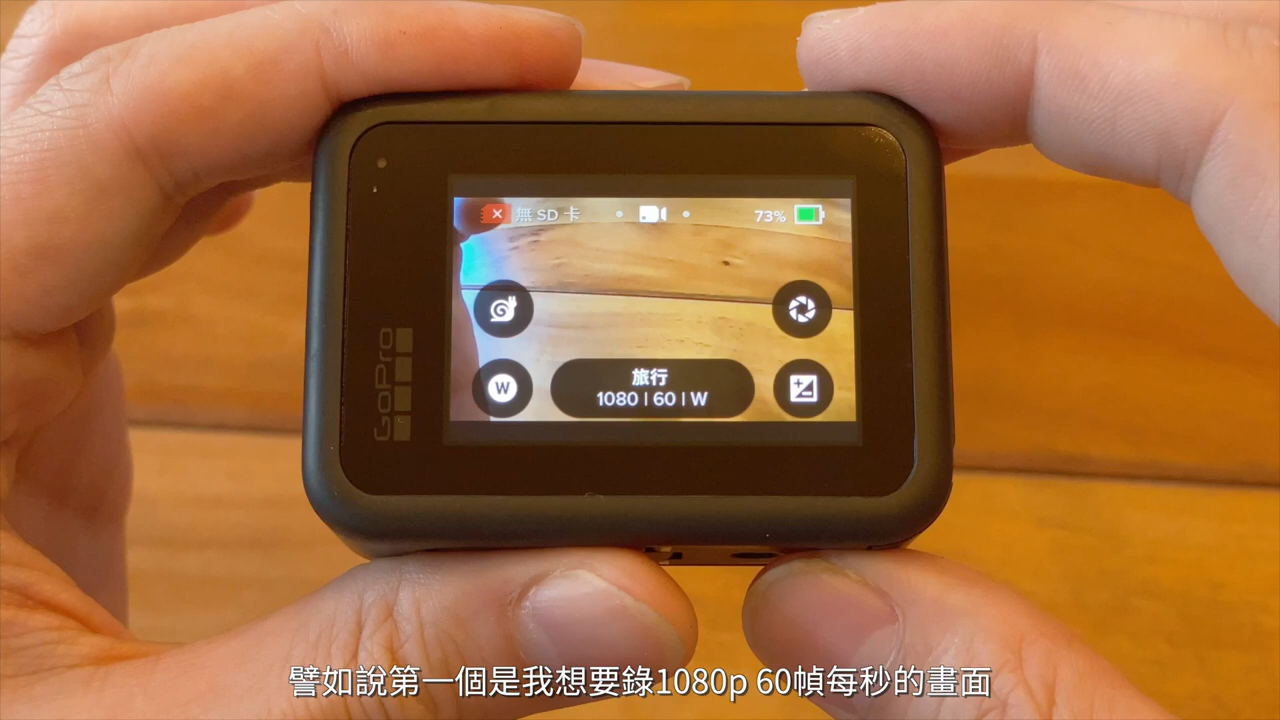 無 SD 卡
73%
W
旅行
1080 | 60 | W
GoPro
譬如說第一個是我想要錄1080p 60幀每秒的畫面